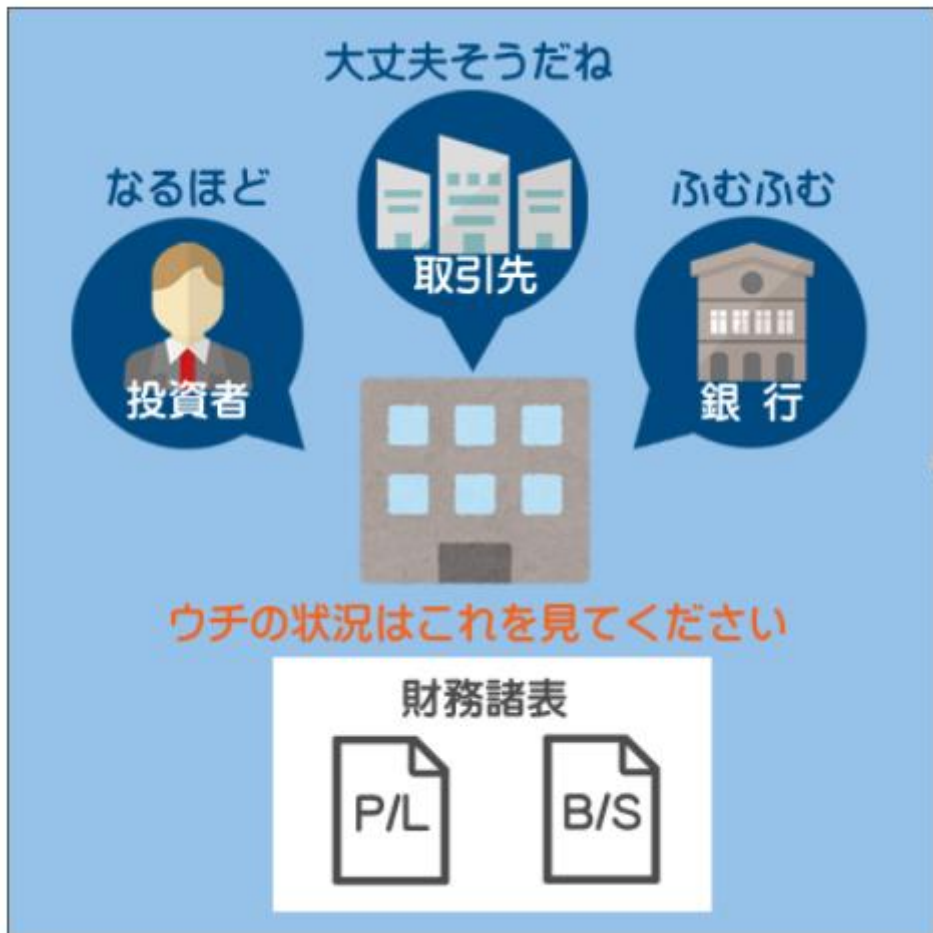 大丈夫そうだね
なるほど
ふむふむ
取引先
投資者
銀 行
ウチの状況はこれを見てください
財務諸表
P/L
B/S